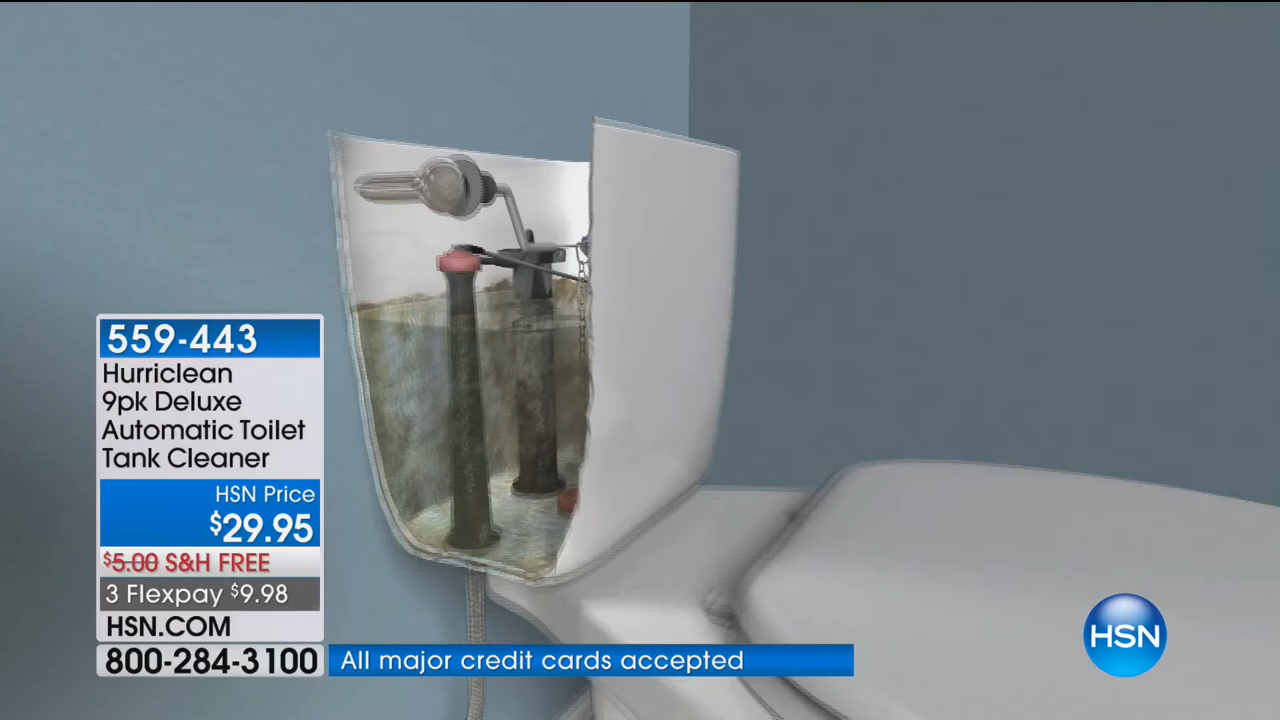 559-443
Hurriclean
9pk Deluxe
Automatic Toilet
Tank Cleaner
HSN Price
$29.95
$5.00 S&H FREE
3 Flexpay $9.98
HSN.COM
800-284-3100
All major credit cards accepted
HSN